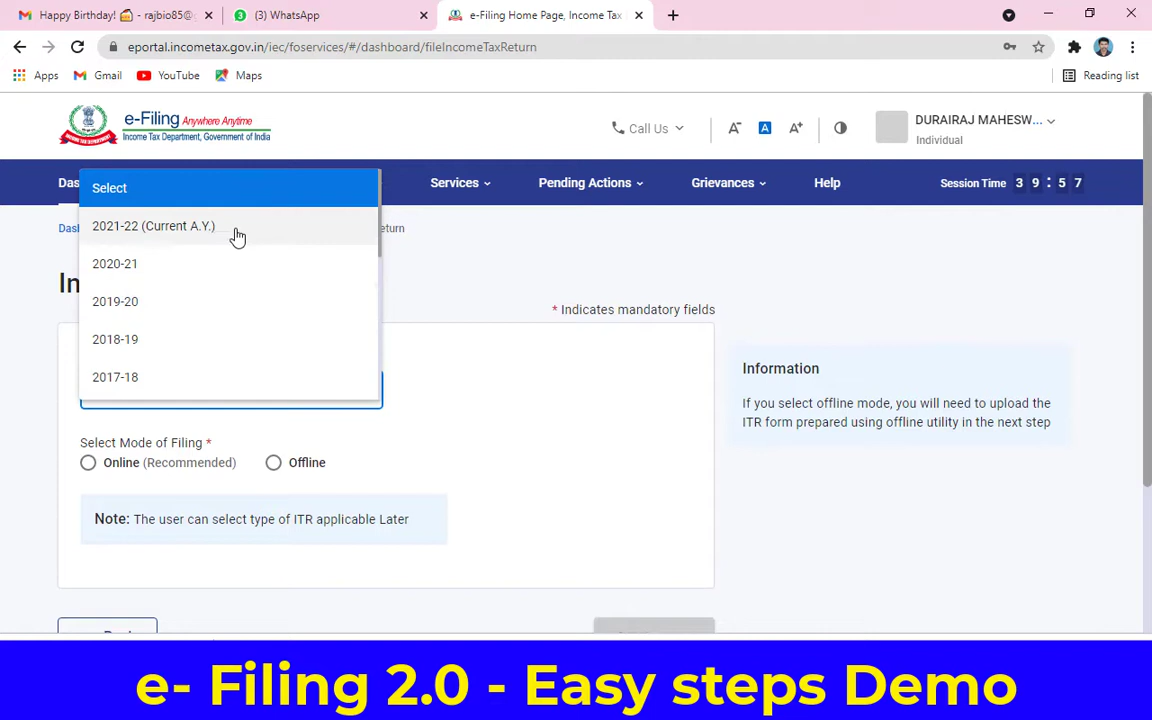 Happy Birthday! 🎂 - rajbio85@
(3) WhatsApp
e-Filing Home Page, Income Tax
eportal.incometax.gov.in/iec/foservices/#/dashboard/fileIncomeTaxReturn
Apps
Gmail
YouTube
Maps
Reading list
e-Filing Anywhere Anytime
Income Tax Department, Government of India
Call Us
A-
A
A+
DURAIRAJ MAHESW...
Individual
Das
Services
Pending Actions
Grievances
Help
Session Time 3 9 : 5 7
Select
2021-22 (Current A.Y.)
2020-21
2019-20
2018-19
2017-18
Dasl
eturn
In
* Indicates mandatory fields
Select Mode of Filing *
Online (Recommended)
Offline
Note: The user can select type of ITR applicable Later
Information
If you select offline mode, you will need to upload the
ITR form prepared using offline utility in the next step
e- Filing 2.0 - Easy steps Demo